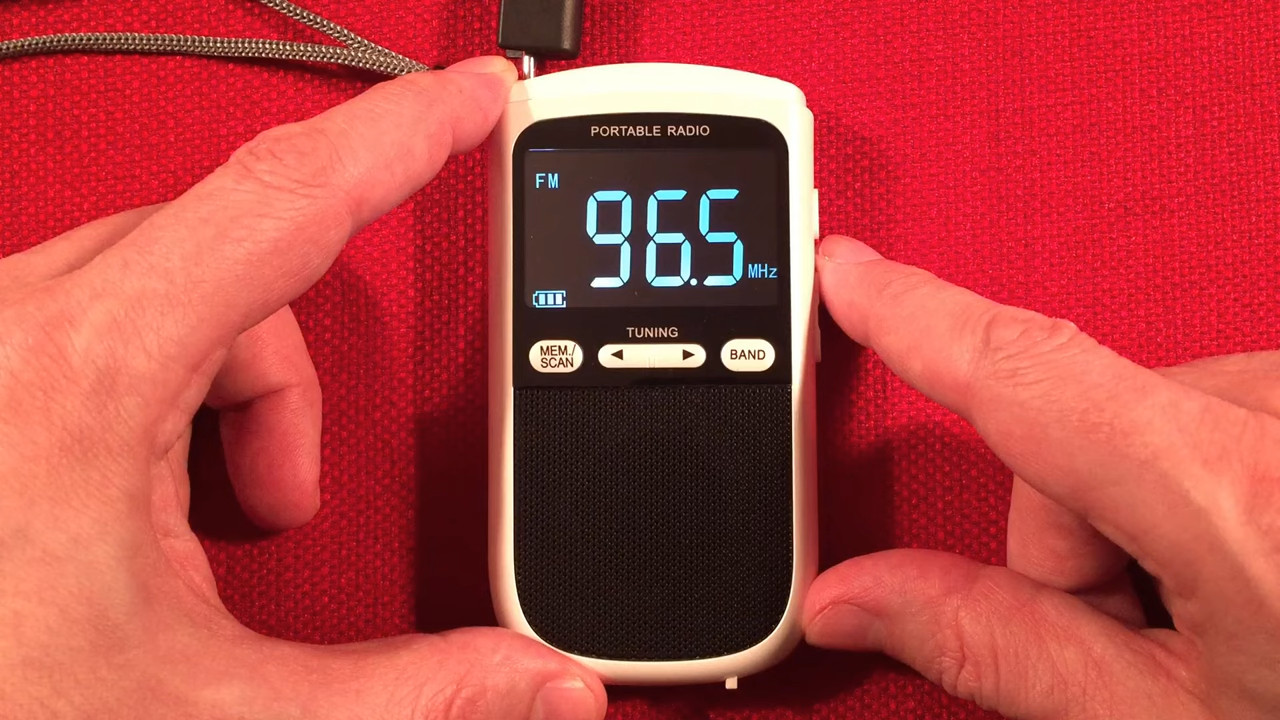 PORTABLE RADIO
FM
96.5 MHz
TUNING
MEM./
SCAN
◄ ►
BAND